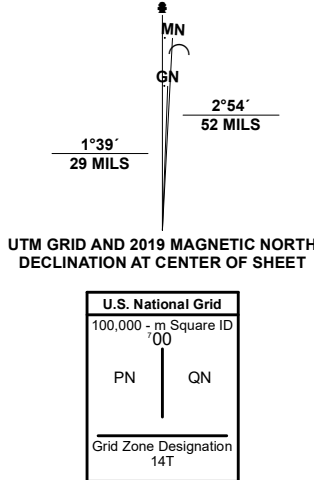 MN
GN
2°54´
52 MILS
1°39´
29 MILS
UTM GRID AND 2019 MAGNETIC NORTH
DECLINATION AT CENTER OF SHEET
U.S. National Grid
100,000 - m Square ID
⁷00
PN QN
Grid Zone Designation
14T